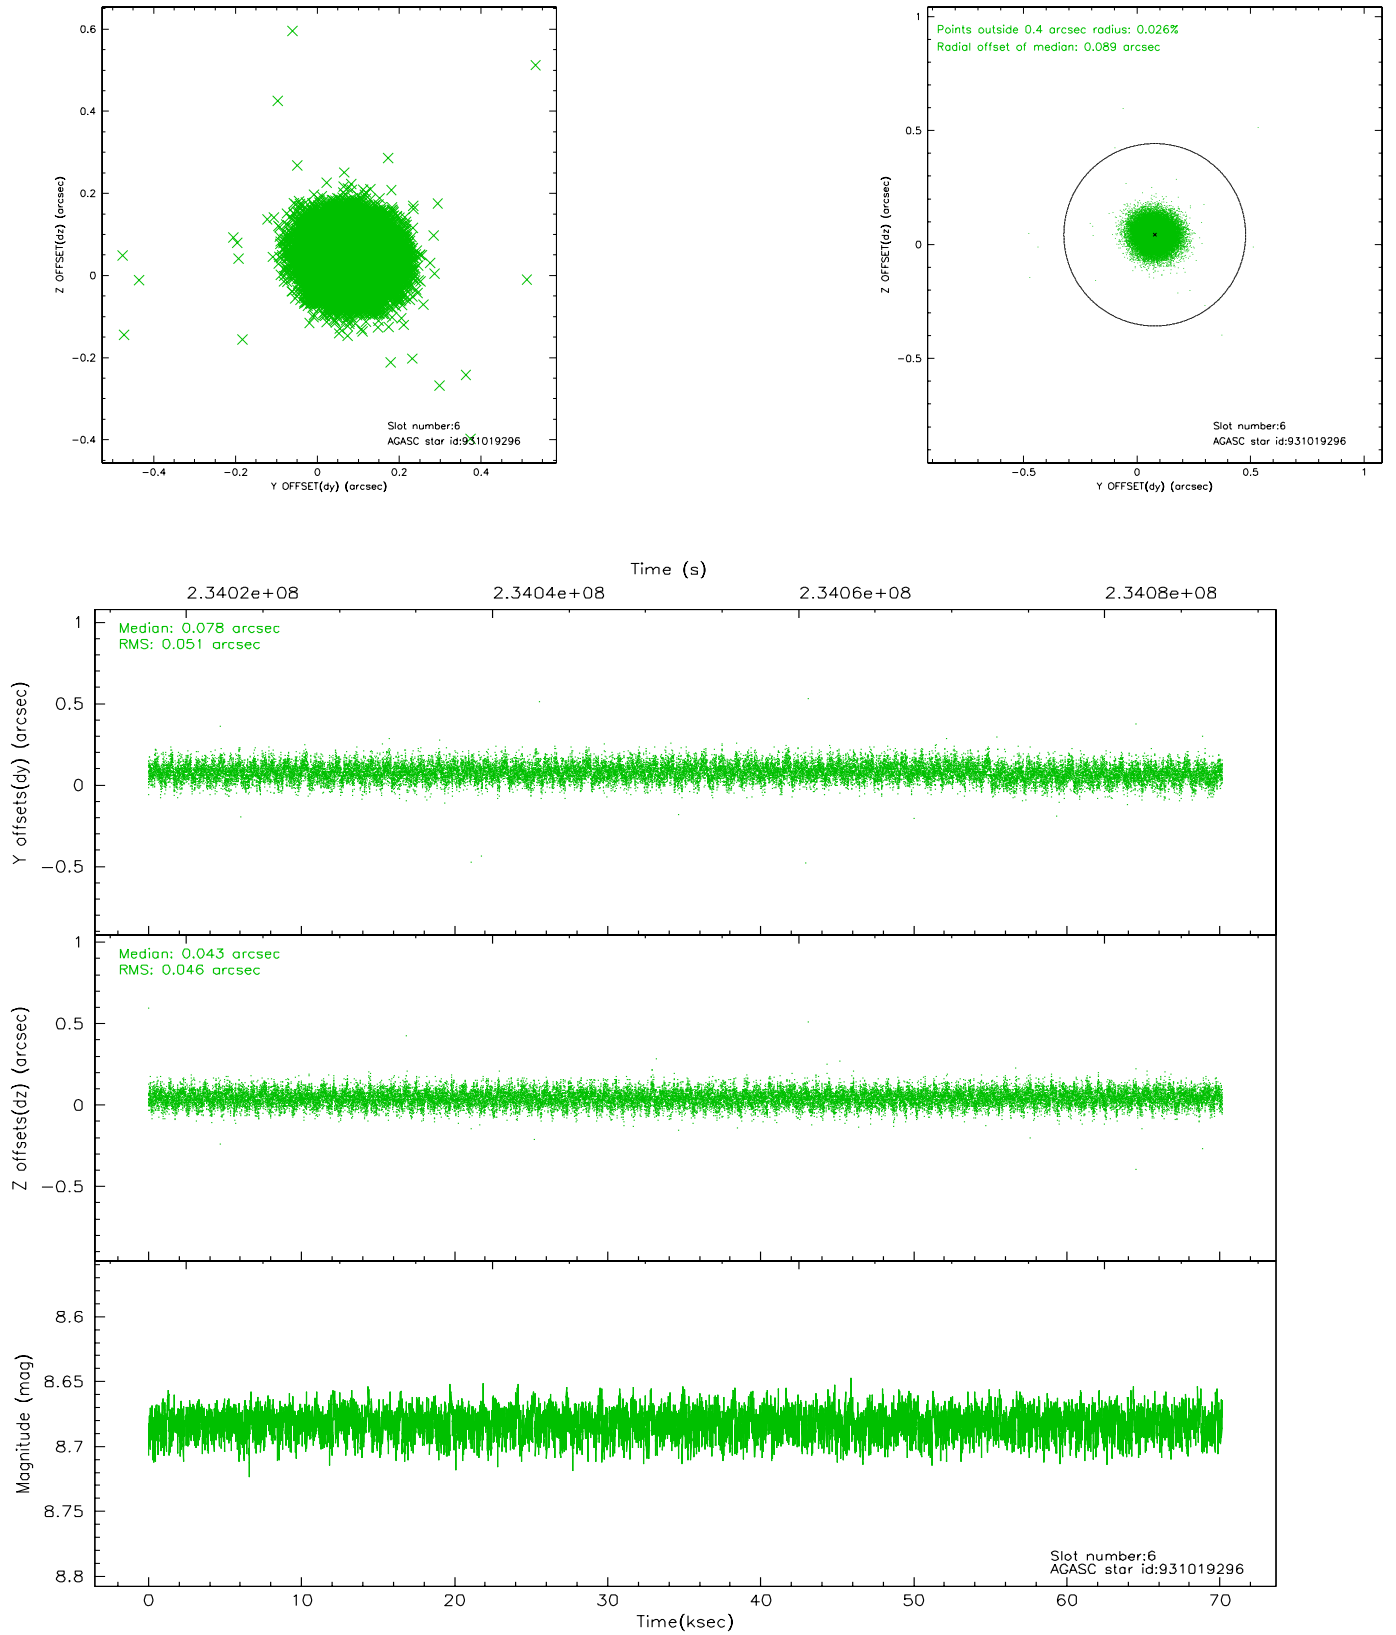 0.6
0.4
0.2
0
−0.2
−0.4
Z OFFSET(dz) (arcsec)
−0.4
−0.2
0
0.2
0.4
Y OFFSET(dy) (arcsec)
Slot number:6
AGASC star id:931019296
Points outside 0.4 arcsec radius: 0.026%
Radial offset of median: 0.089 arcsec
1
0.5
0
−0.5
Z OFFSET(dz) (arcsec)
−0.5
0
0.5
1
Y OFFSET(dy) (arcsec)
Slot number:6
AGASC star id:931019296
Time (s)
2.3402e+08
2.3404e+08
2.3406e+08
2.3408e+08
Median: 0.078 arcsec
RMS: 0.051 arcsec
1
0.5
0
−0.5
Y offsets(dy) (arcsec)
Median: 0.043 arcsec
RMS: 0.046 arcsec
1
0.5
0
−0.5
Z offsets(dz) (arcsec)
8.6
8.65
8.7
8.75
8.8
Magnitude (mag)
Slot number:6
AGASC star id:931019296
0
10
20
30
40
50
60
70
Time(ksec)